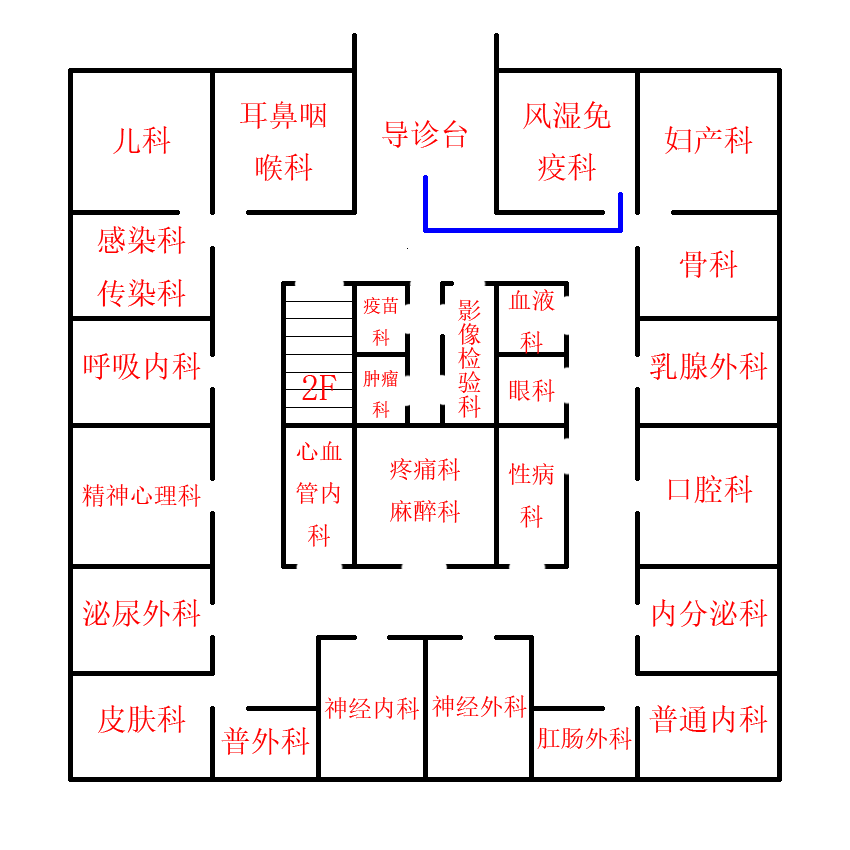 儿科
耳鼻咽
喉科
导诊台
风湿免
疫科
妇产科
感染科
传染科
骨科
疫苗
科
影像检验科
血液
科
呼吸内科
2F
肿瘤
科
眼科
乳腺外科
心血
管内
科
疼痛科
麻醉科
性病
科
精神心理科
口腔科
泌尿外科
内分泌科
皮肤科
普外科
神经内科
神经外科
肛肠外科
普通内科